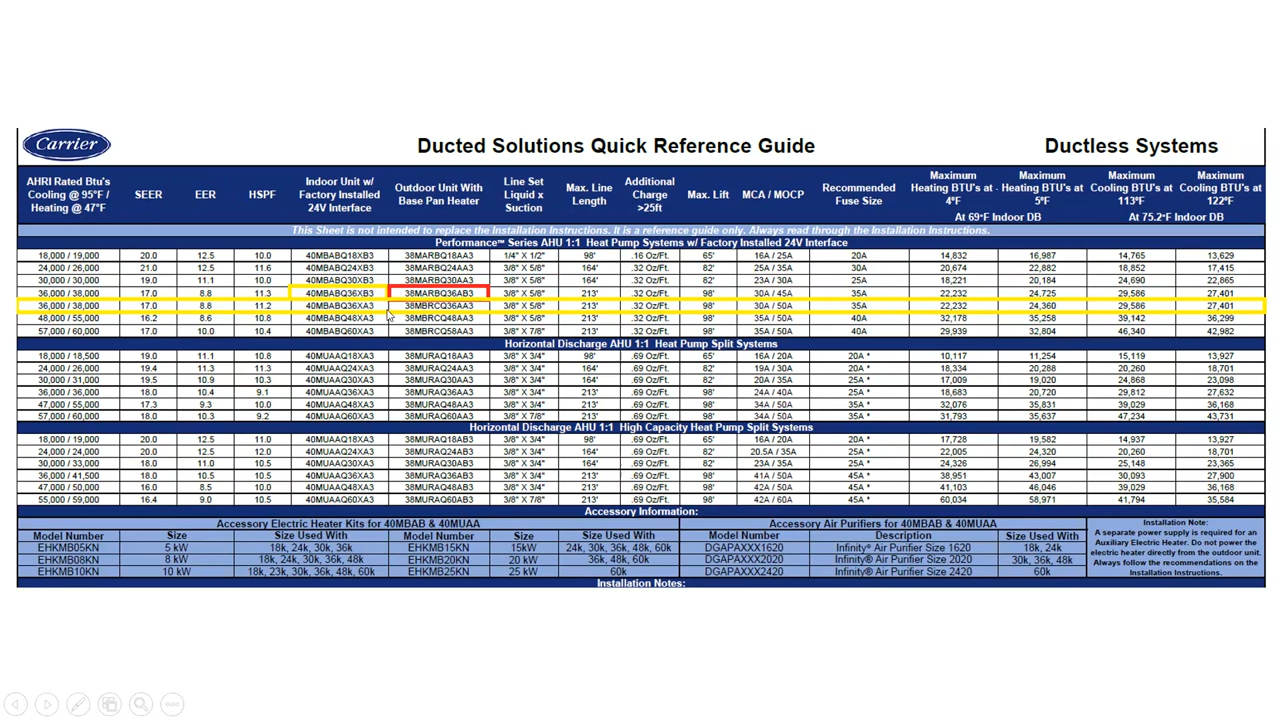 Carrier
Ducted Solutions Quick Reference Guide
Ductless Systems
AHRI Rated Btu's Cooling @ 95°F / Heating @ 47°F SEER EER HSPF Indoor Unit w/ Factory Installed 24V Interface Outdoor Unit With Base Pan Heater Line Set Liquid x Suction Max. Line Length Additional Charge >25ft Max. Lift MCA / MOCP Recommended Fuse Size Maximum Heating BTU's at 4°F Maximum Heating BTU's at 5°F Maximum Cooling BTU's at 113°F Maximum Cooling BTU's at 122°F
At 69°F Indoor DB At 75.2°F Indoor DB
This Sheet is not intended to replace the Installation Instructions. It is a reference guide only. Always read through the Installation Instructions.
Performance™ Series AHU 1:1 Heat Pump Systems w/ Factory Installed 24V Interface
18,000 / 19,000 20.0 12.5 10.0 40MBABQ18XB3 38MARBQ18AA3 1/4" X 1/2" 98' .16 Oz/Ft. 65' 16A / 25A 20A 14,832 16,987 14,765 13,629
24,000 / 26,000 21.0 12.5 11.6 40MBABQ24XB3 38MARBQ24AA3 3/8" X 5/8" 164' .32 Oz/Ft. 82' 25A / 35A 30A 20,674 22,882 18,852 17,415
30,000 / 30,000 19.0 11.1 10.4 40MBABQ30XB3 38MARBQ30AA3 3/8" X 5/8" 164' .32 Oz/Ft. 82' 23A / 35A 25A 18,221 20,184 24,264 22,865
36,000 / 38,000 17.0 8.8 11.3 40MBABQ36XB3 38MARBQ36AB3 3/8" X 5/8" 213' .32 Oz/Ft. 98' 30A / 45A 35A 22,232 24,725 29,586 27,401
36,000 / 38,000 17.0 8.8 11.2 40MBABQ36XA3 38MBRCQ36AA3 3/8" X 5/8" 213' .32 Oz/Ft. 98' 30A / 45A 35A 22,232 24,360 29,586 27,401
48,000 / 55,000 16.2 8.6 10.8 40MBABQ48XA3 38MBRCQ48AA3 3/8" X 5/8" 213' .32 Oz/Ft. 98' 35A / 50A 40A 32,178 35,258 39,142 36,299
57,000 / 60,000 17.0 10.0 10.4 40MBABQ60XA3 38MBRCQ58AA3 3/8" X 7/8" 213' .32 Oz/Ft. 98' 35A / 50A 40A 29,939 32,804 46,340 42,982
Horizontal Discharge AHU 1:1 Heat Pump Split Systems
18,000 / 18,500 19.0 11.1 10.8 40MUAAQ18XA3 38MURAQ18AA3 3/8" X 3/4" 98' .69 Oz/Ft. 65' 16A / 20A 20A * 10,117 11,254 15,119 13,927
24,000 / 26,000 19.4 11.3 11.3 40MUAAQ24XA3 38MURAQ24AA3 3/8" X 3/4" 164' .69 Oz/Ft. 82' 19A / 30A 25A * 18,334 20,288 20,260 18,701
30,000 / 31,000 19.5 10.9 10.3 40MUAAQ30XA3 38MURAQ30AA3 3/8" X 3/4" 164' .69 Oz/Ft. 82' 20A / 35A 25A * 17,009 19,020 24,868 23,098
36,000 / 36,000 18.0 10.4 9.1 40MUAAQ36XA3 38MURAQ36AA3 3/8" X 3/4" 213' .69 Oz/Ft. 98' 24A / 40A 25A * 18,683 20,720 29,812 27,632
47,000 / 55,000 17.3 9.3 10.0 40MUAAQ48XA3 38MURAQ48AA3 3/8" X 3/4" 213' .69 Oz/Ft. 98' 34A / 50A 35A * 32,076 35,831 39,029 36,168
57,000 / 60,000 18.0 10.3 9.2 40MUAAQ60XA3 38MURAQ60AA3 3/8" X 7/8" 213' .69 Oz/Ft. 98' 34A / 50A 35A * 31,793 35,637 47,234 43,731
Horizontal Discharge AHU 1:1 High Capacity Heat Pump Split Systems
18,000 / 19,000 20.0 12.5 11.0 40MUAAQ18XA3 38MURAQ18AB3 3/8" X 3/4" 98' .69 Oz/Ft. 65' 16A / 20A 20A * 17,728 19,582 14,937 13,927
24,000 / 24,000 20.0 12.5 12.0 40MUAAQ24XA3 38MURAQ24AB3 3/8" X 3/4" 164' .69 Oz/Ft. 82' 20.5A / 35A 20A * 22,005 24,320 20,260 18,701
30,000 / 33,000 18.0 11.0 10.5 40MUAAQ30XA3 38MURAQ30AB3 3/8" X 3/4" 164' .69 Oz/Ft. 82' 23A / 35A 25A * 24,326 26,994 25,148 23,365
36,000 / 41,500 18.0 10.5 10.5 40MUAAQ36XA3 38MURAQ36AB3 3/8" X 3/4" 213' .69 Oz/Ft. 98' 41A / 50A 45A * 38,951 43,007 30,093 27,900
47,000 / 50,000 16.0 8.5 10.0 40MUAAQ48XA3 38MURAQ48AB3 3/8" X 3/4" 213' .69 Oz/Ft. 98' 41A / 50A 45A * 41,103 46,046 39,029 36,168
55,000 / 59,000 16.4 9.0 10.5 40MUAAQ60XA3 38MURAQ60AB3 3/8" X 7/8" 213' .69 Oz/Ft. 98' 42A / 60A 45A * 60,034 58,971 41,794 35,584
Accessory Information:
Accessory Electric Heater Kits for 40MBAB & 40MUAA
Model Number Size Size Used With Model Number Size Size Used With
EHKMB05KN 5 kW 18k, 24k, 30k, 36k EHKMB15KN 15kW 24k, 30k, 36k, 48k, 60k
EHKMB08KN 8 kW 18k, 24k, 30k, 36k, 48k EHKMB20KN 20 kW 36k, 48k, 60k
EHKMB10KN 10 kW 18k, 23k, 30k, 36k, 48k, 60k EHKMB25KN 25 kW 60k
Accessory Air Purifiers for 40MBAB & 40MUAA
Model Number Description Size Used With
DGAPAXXX1620 Infinity® Air Purifier Size 1620 18k, 24k
DGAPAXXX2020 Infinity® Air Purifier Size 2020 30k, 36k, 48k
DGAPAXXX2420 Infinity® Air Purifier Size 2420 60k
Installation Note:
A separate power supply is required for an
Auxiliary Electric Heater. Do not power the
electric heater directly from the outdoor unit.
Always follow the recommendations on the
Installation Instructions.
Installation Notes: